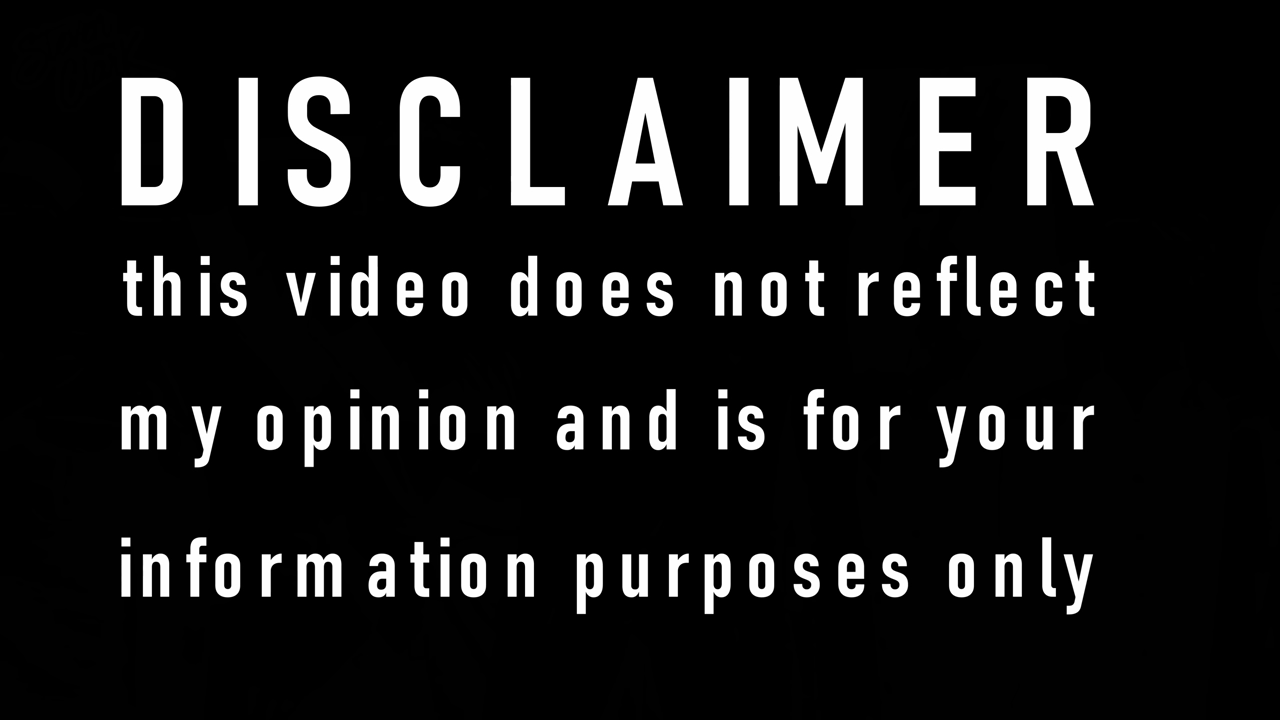 DISCLAIMER
this video does not reflect
my opinion and is for your
information purposes only